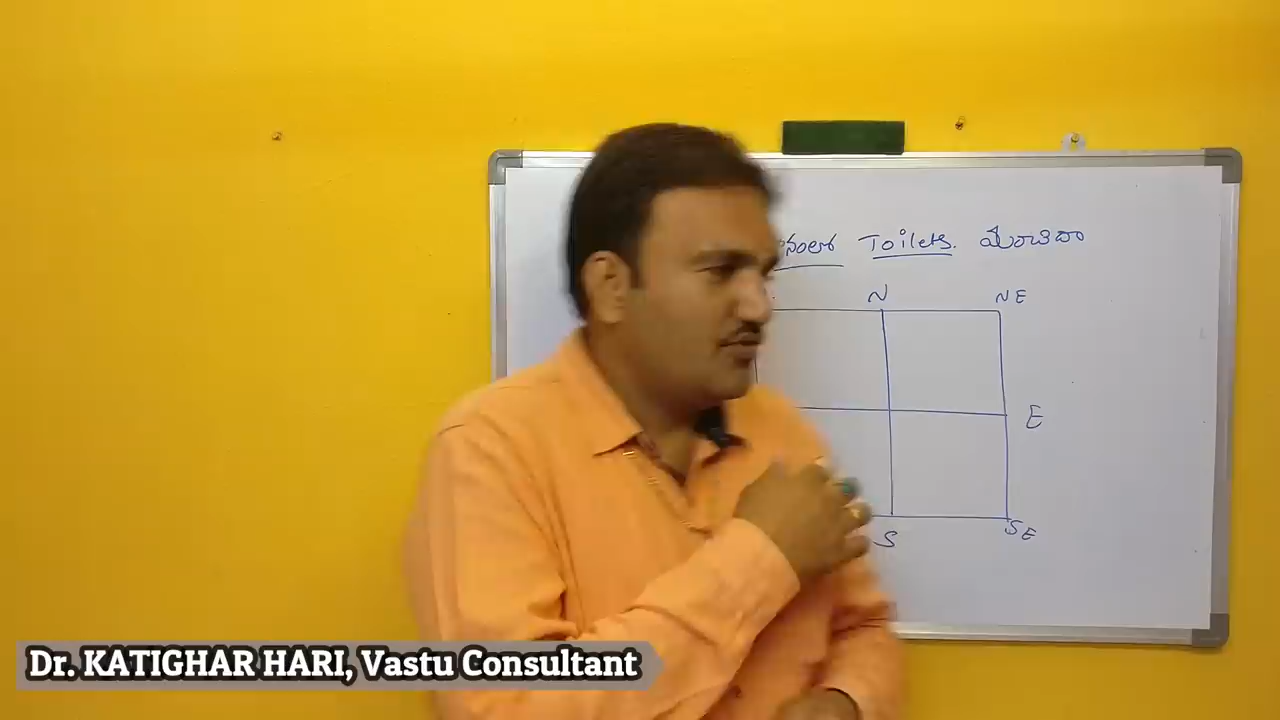 Toilets.
N NE
E
S SE
Dr. KATIGHAR HARI, Vastu Consultant